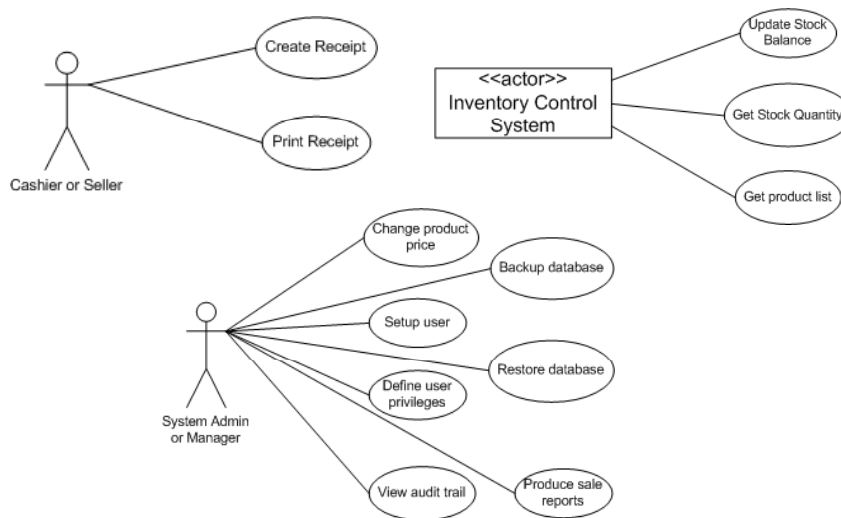 Create Receipt
Print Receipt
Cashier or Seller
Update Stock
Balance
<<actor>>
Inventory Control
System
Get Stock Quantity
Get product list
Change product
price
Backup database
Setup user
Restore database
Define user
privileges
System Admin
or Manager
View audit trail
Produce sale
reports